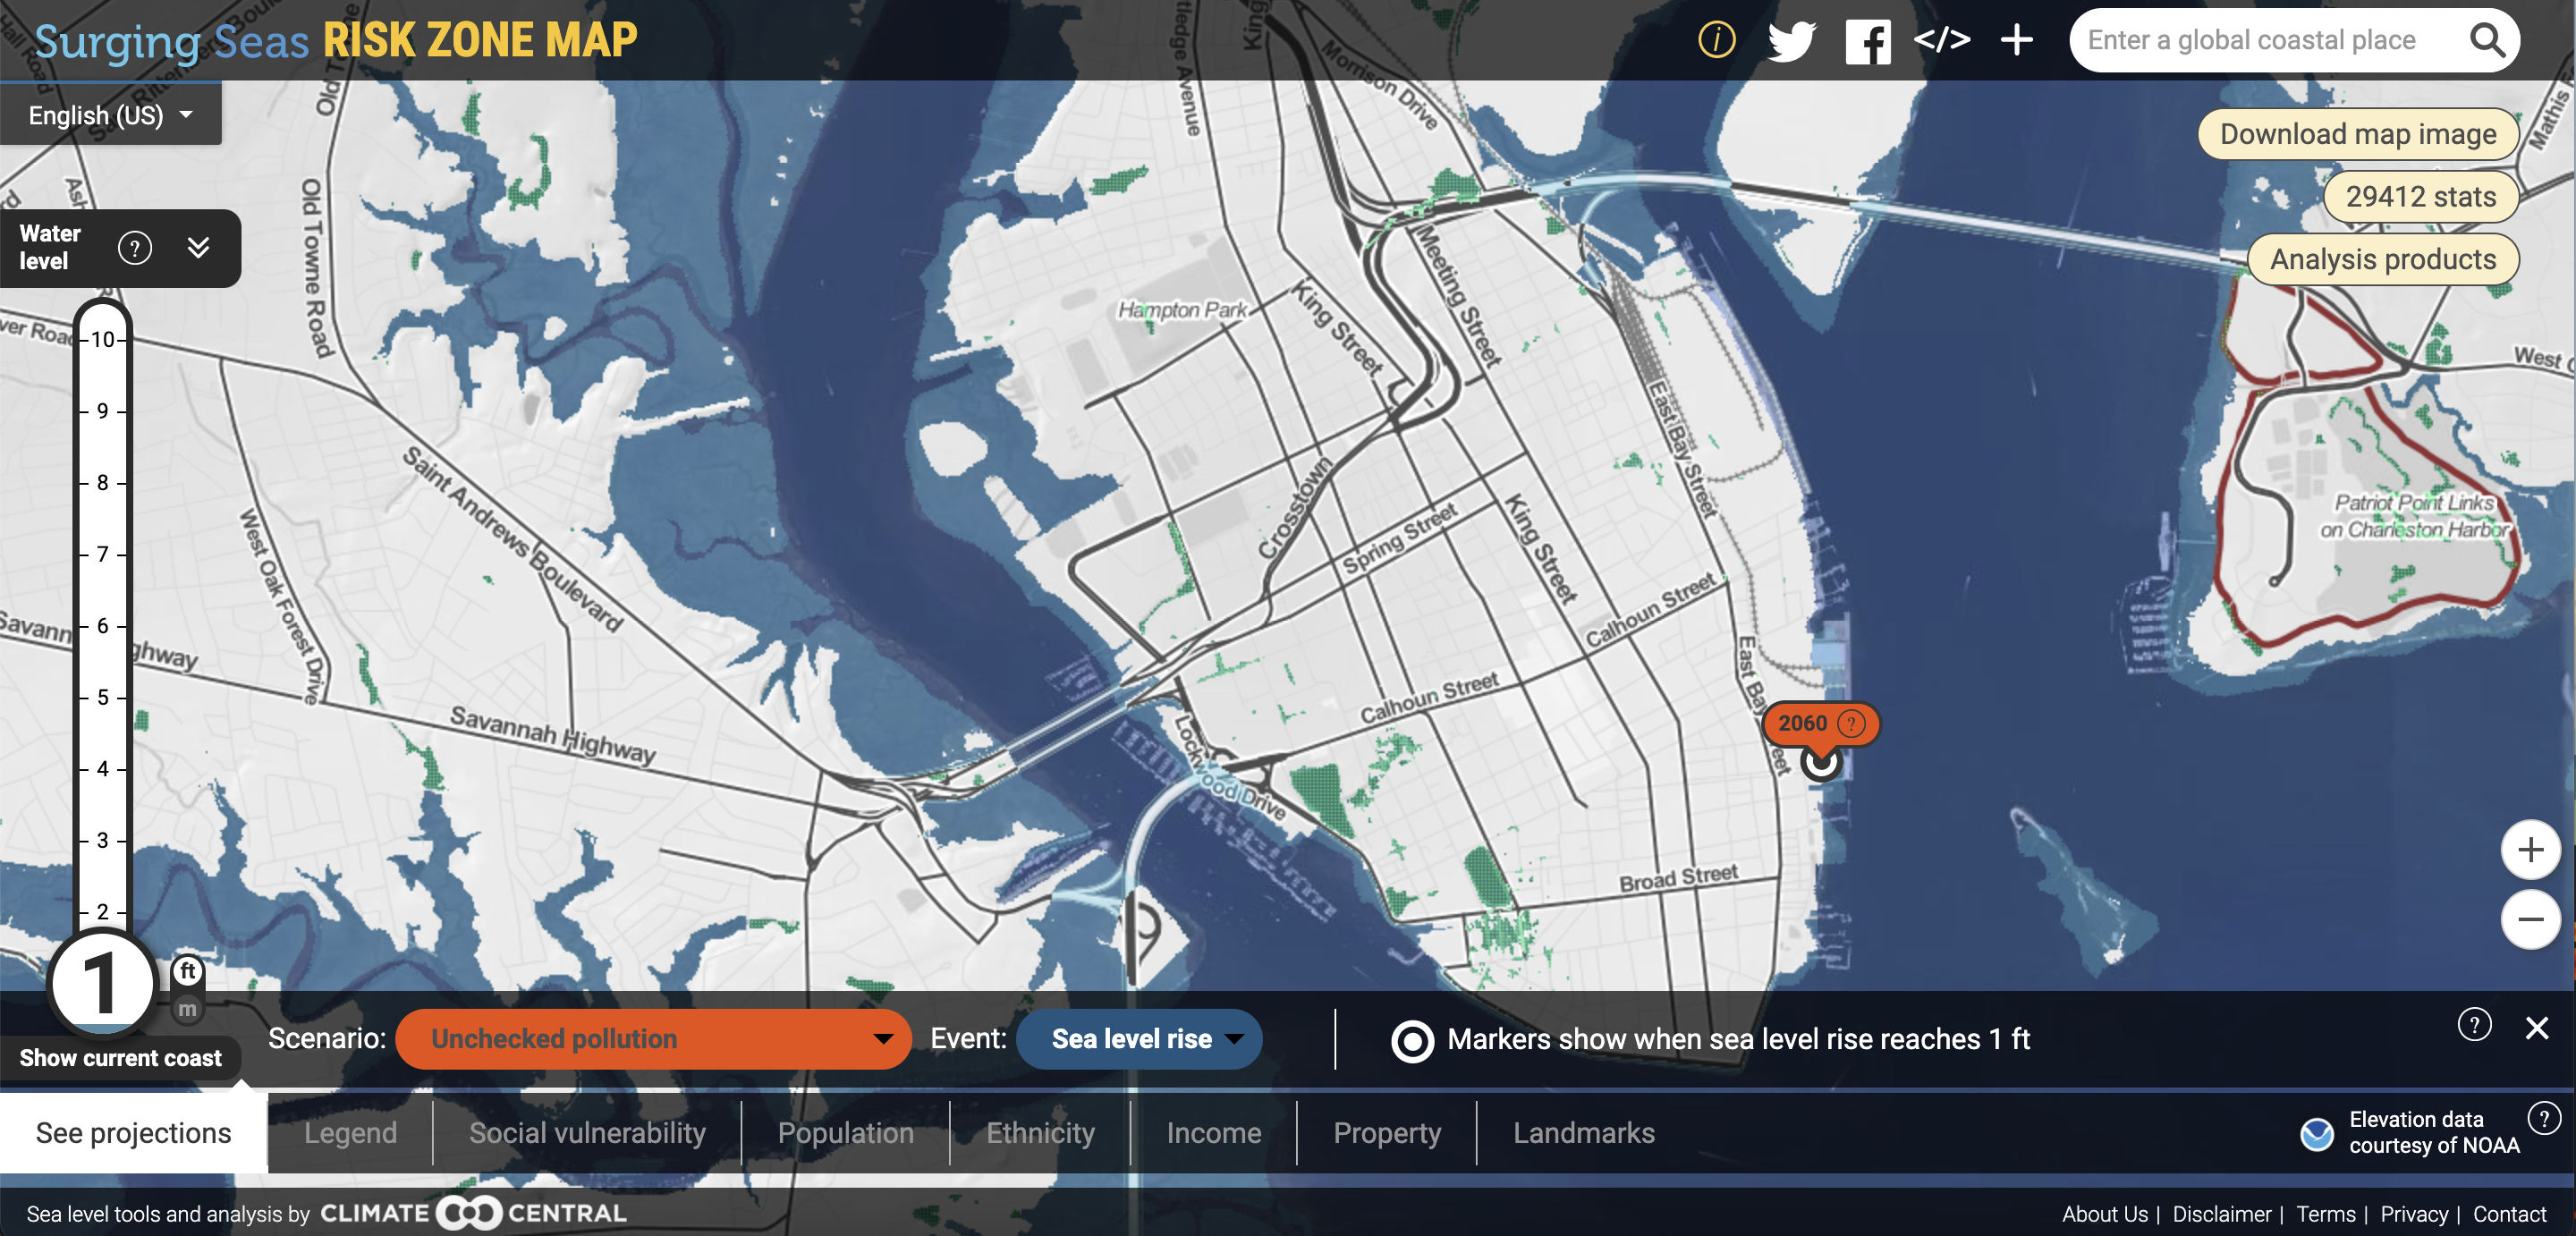 Surging Seas RISK ZONE MAP
Enter a global coastal place
English (US)
Download map image
29412 stats
Analysis products
Water
level
10
9
8
7
6
5
4
3
2
1
ft
m
Show current coast
Old Towne Road
West Oak Forest Drive
Saint Andrews Boulevard
Savannah Highway
Morrison Drive
Hampton Park
King Street
Meeting Street
East Bay Street
Crosstown
Spring Street
King Street
Calhoun Street
Calhoun Street
Lockwood Drive
Broad Street
Patriot Point Links
on Charleston Harbor
2060
Scenario: Unchecked pollution
Event: Sea level rise
Markers show when sea level rise reaches 1 ft
See projections
Legend
Social vulnerability
Population
Ethnicity
Income
Property
Landmarks
Elevation data
courtesy of NOAA
Sea level tools and analysis by CLIMATE CENTRAL
About Us | Disclaimer | Terms | Privacy | Contact